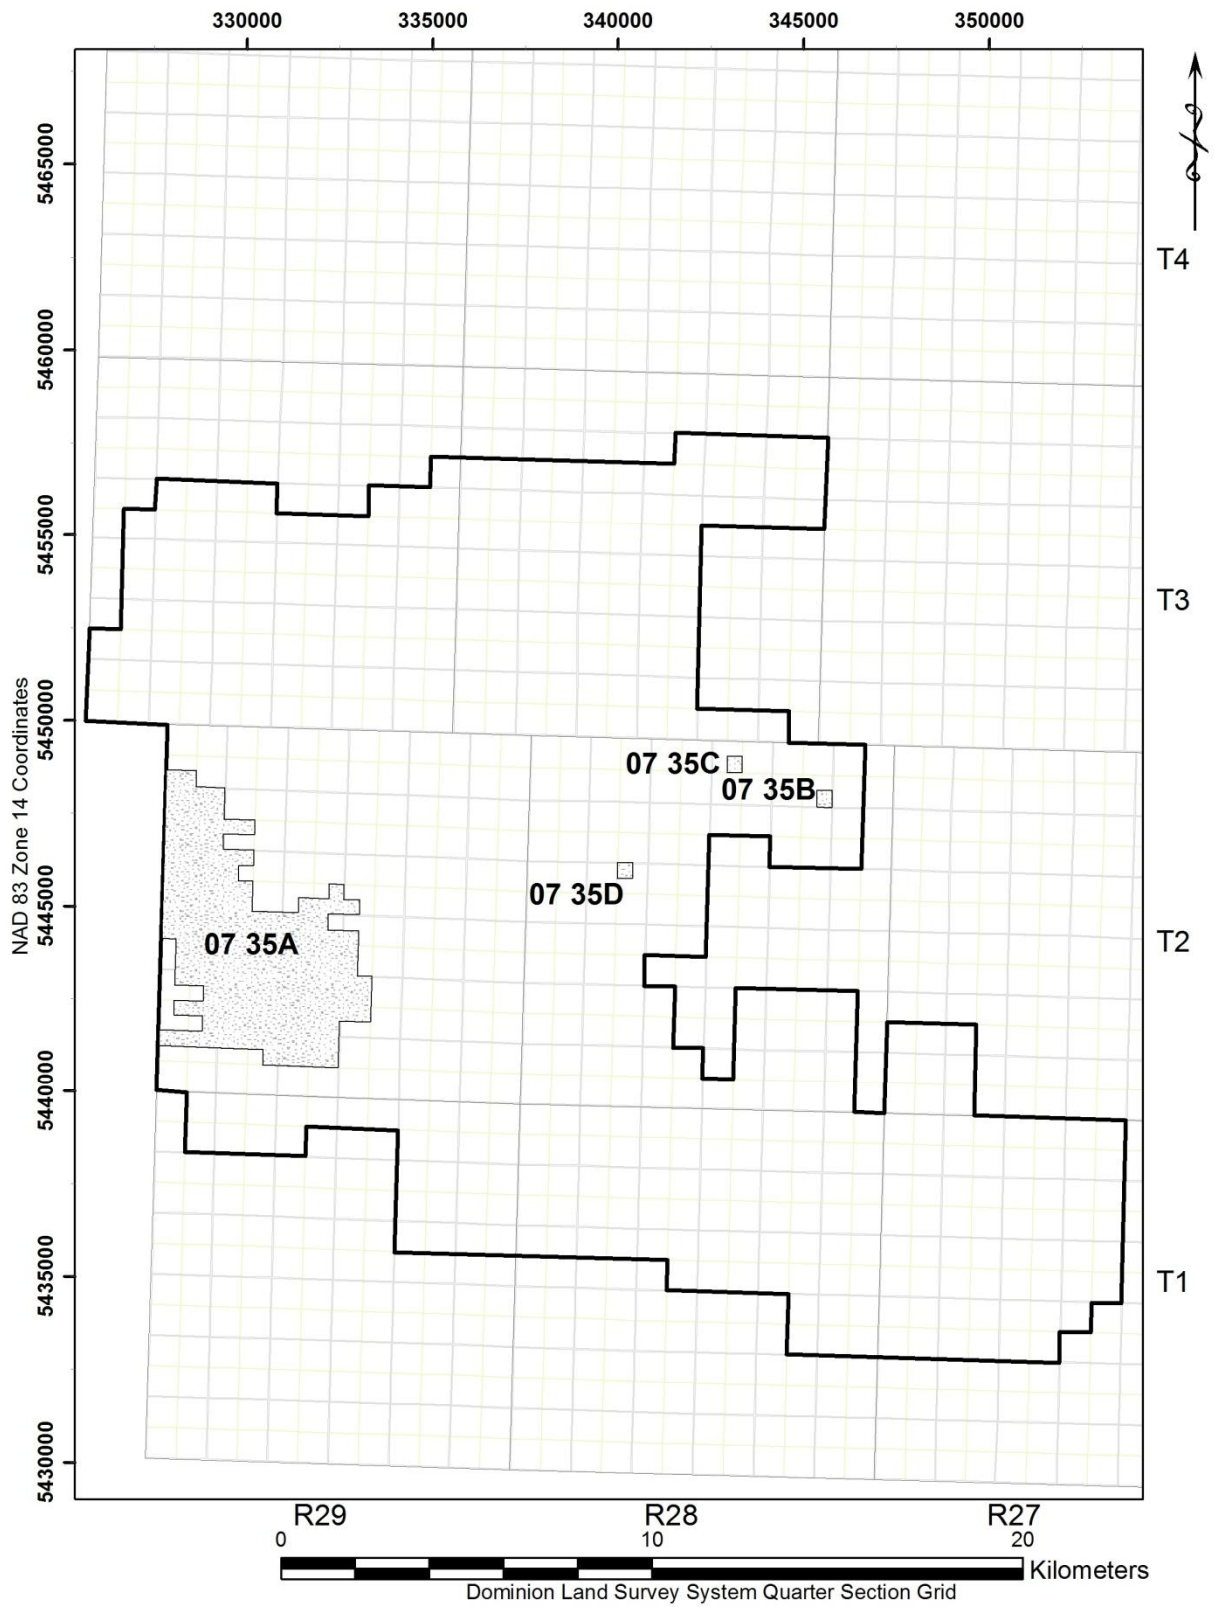 330000 335000 340000 345000 350000
5465000
T4
5460000
5455000
T3
NAD 83 Zone 14 Coordinates
5450000
07 35C
07 35B
07 35D
5445000
07 35A
T2
5440000
5435000
T1
5430000
R29 R28 R27
0 10 20
Kilometers
Dominion Land Survey System Quarter Section Grid